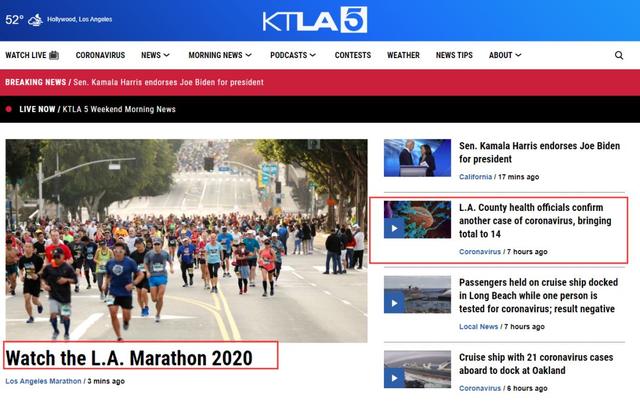 52° Hollywood, Los Angeles
KTLA 5
WATCH LIVE CORONAVIRUS NEWS MORNING NEWS PODCASTS CONTESTS WEATHER NEWS TIPS ABOUT
BREAKING NEWS / Sen. Kamala Harris endorses Joe Biden for president
LIVE NOW / KTLA 5 Weekend Morning News
Watch the L.A. Marathon 2020
Los Angeles Marathon / 3 mins ago
Sen. Kamala Harris endorses Joe Biden
for president
California / 17 mins ago
L.A. County health officials confirm
another case of coronavirus, bringing
total to 14
Coronavirus / 7 hours ago
Passengers held on cruise ship docked
in Long Beach while one person is
tested for coronavirus; result negative
Local News / 7 hours ago
Cruise ship with 21 coronavirus cases
aboard to dock at Oakland
Coronavirus / 6 hours ago